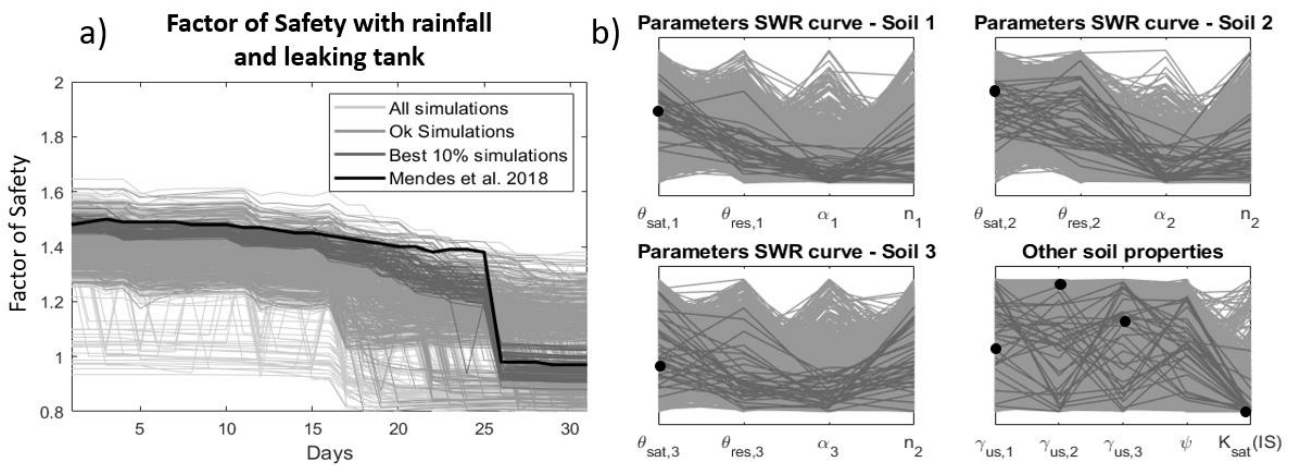 a)
Factor of Safety with rainfall
and leaking tank
Factor of Safety
2
1.8
1.6
1.4
1.2
1
0.8
All simulations
Ok Simulations
Best 10% simulations
Mendes et al. 2018
5 10 15 20 25 30
Days
b)
Parameters SWR curve - Soil 1
θsat,1 θres,1 α1 n1
Parameters SWR curve - Soil 2
θsat,2 θres,2 α2 n2
Parameters SWR curve - Soil 3
θsat,3 θres,3 α3 n2
Other soil properties
γus,1 γus,2 γus,3 ψ Ksat(IS)